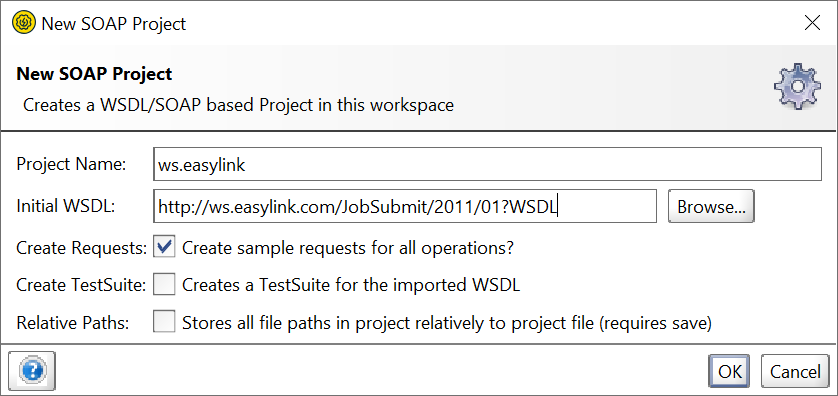 New SOAP Project
New SOAP Project
Creates a WSDL/SOAP based Project in this workspace
Project Name: ws.easylink
Initial WSDL: http://ws.easylink.com/JobSubmit/2011/01?WSDL Browse...
Create Requests: Create sample requests for all operations?
Create TestSuite: Creates a TestSuite for the imported WSDL
Relative Paths: Stores all file paths in project relatively to project file (requires save)
? OK Cancel